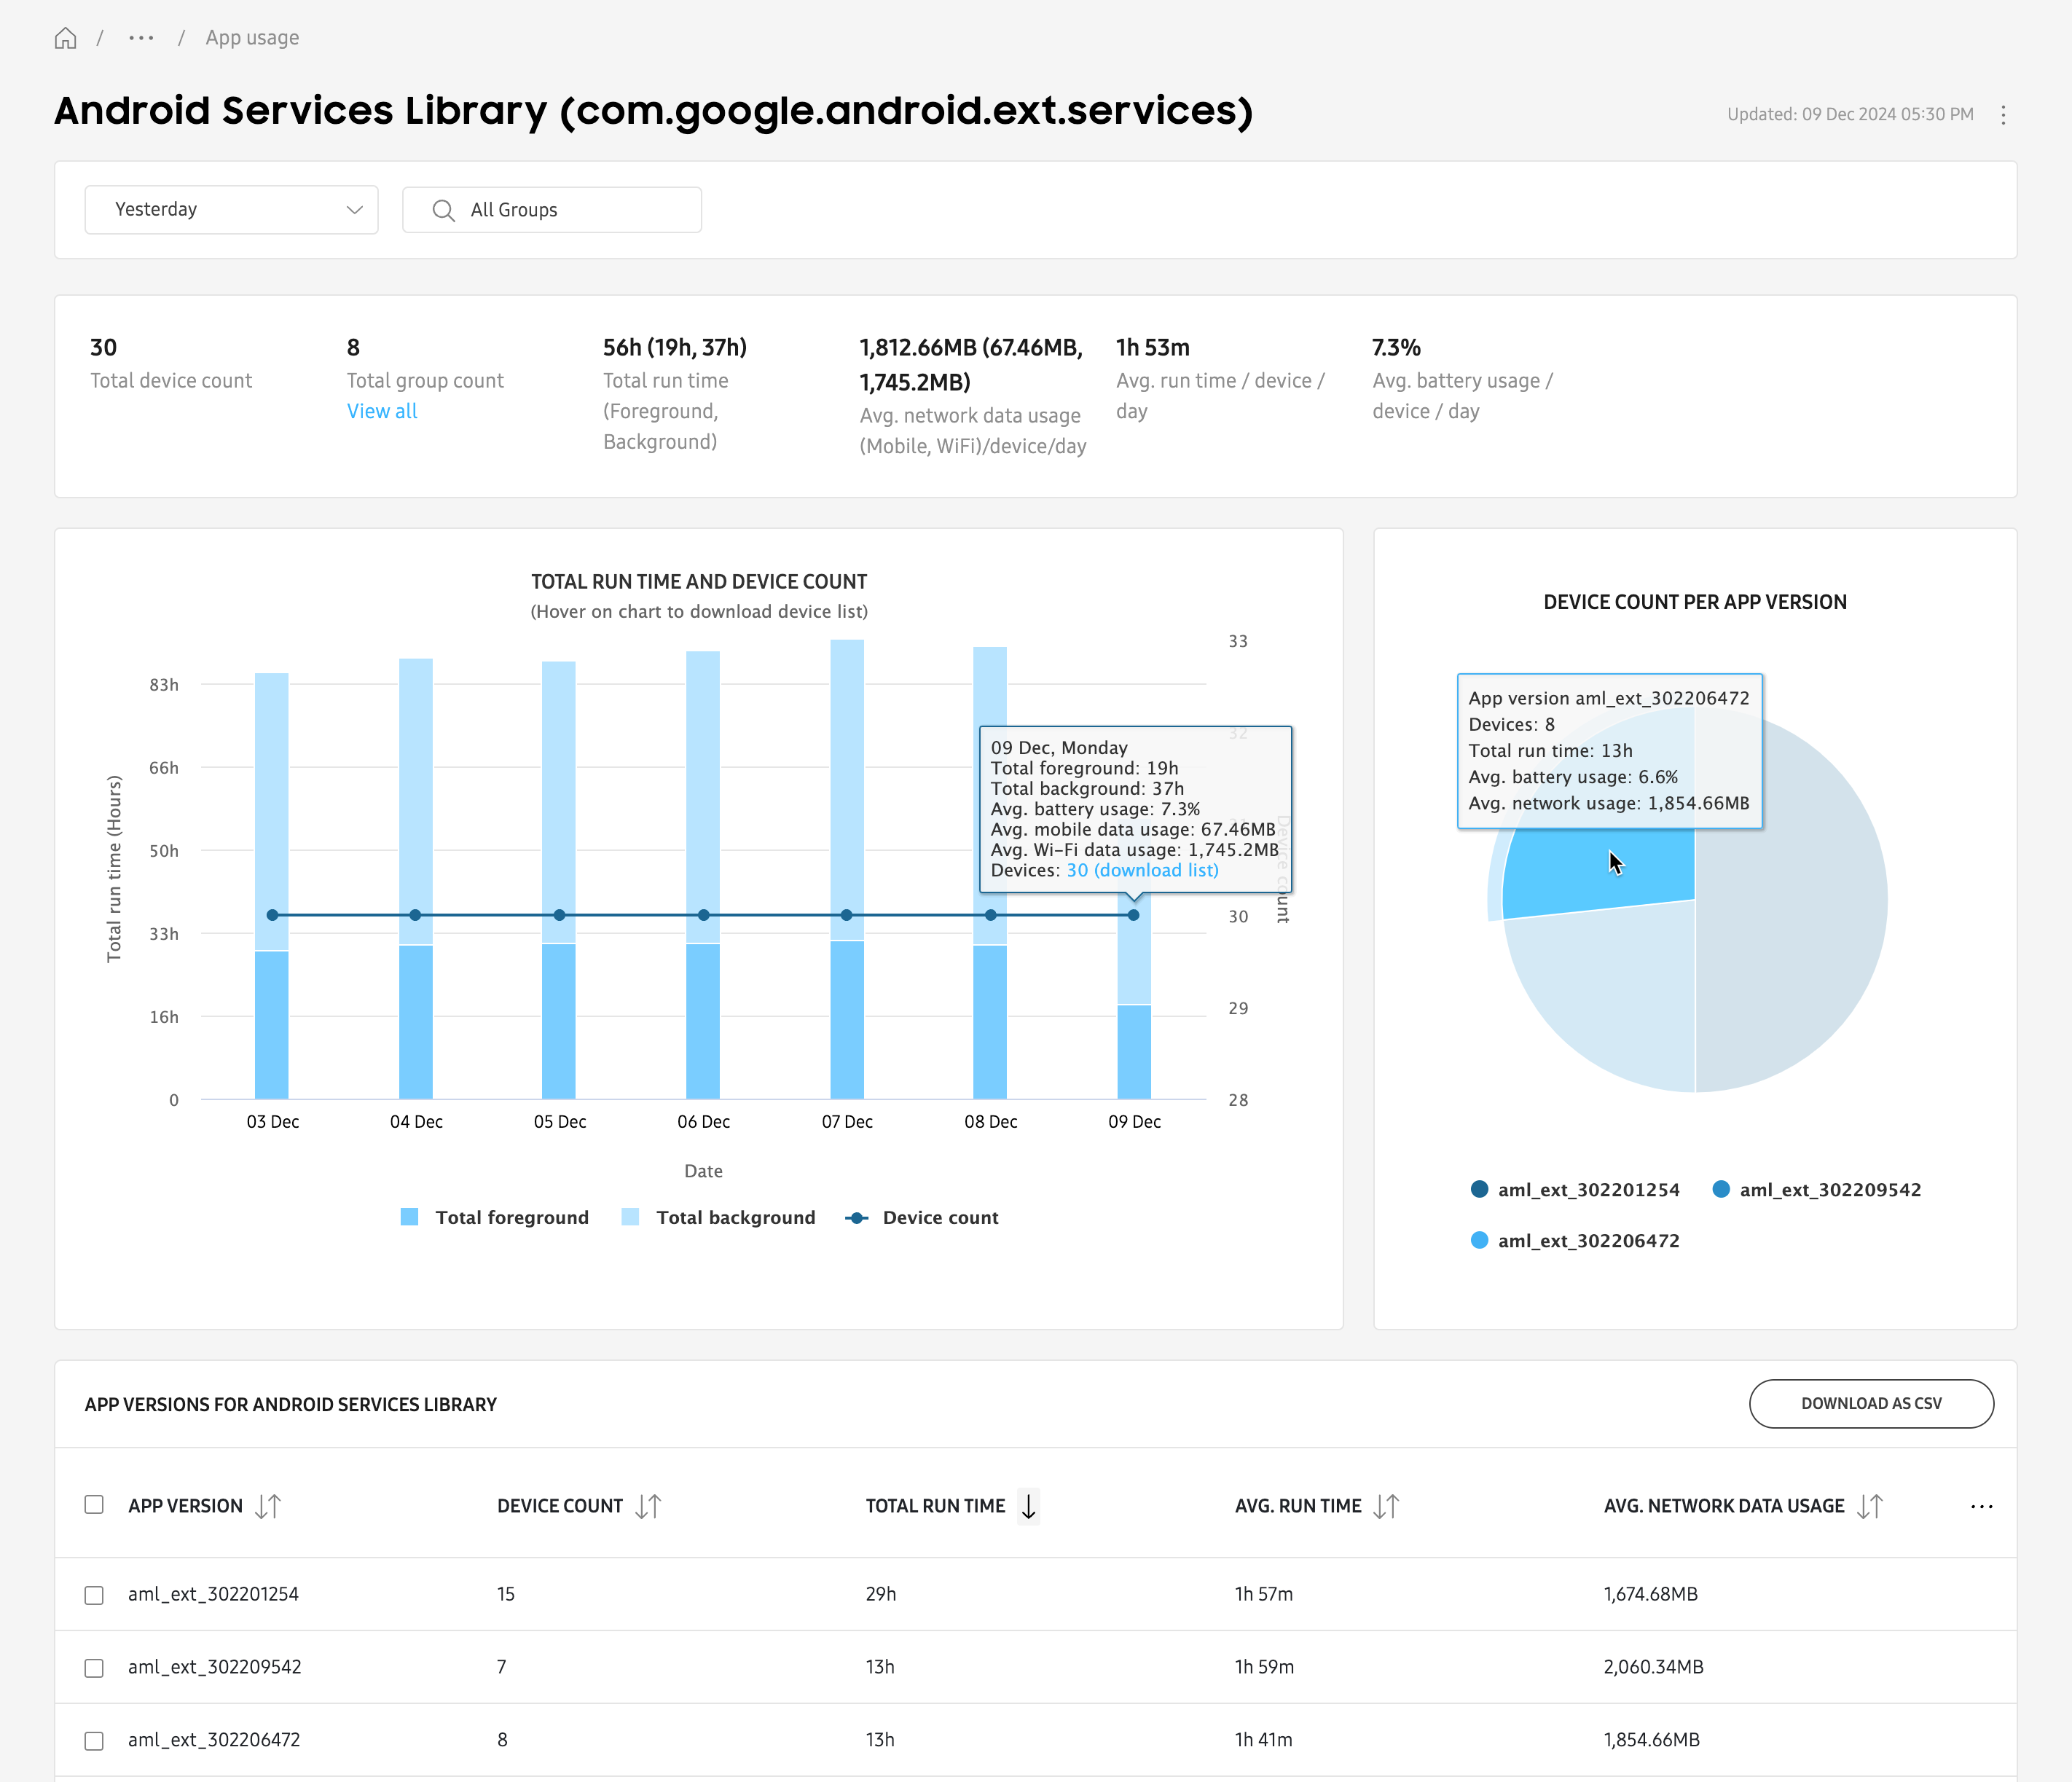 / ··· / App usage
Android Services Library (com.google.android.ext.services)
Updated: 09 Dec 2024 05:30 PM
Yesterday
All Groups
30
Total device count
8
Total group count
View all
56h (19h, 37h)
Total run time
(Foreground,
Background)
1,812.66MB (67.46MB,
1,745.2MB)
Avg. network data usage
(Mobile, WiFi)/device/day
1h 53m
Avg. run time / device /
day
7.3%
Avg. battery usage /
device / day
TOTAL RUN TIME AND DEVICE COUNT
(Hover on chart to download device list)
Total run time (Hours)
83h
66h
50h
33h
16h
0
33
32
31
30
29
28
Device count
09 Dec, Monday
Total foreground: 19h
Total background: 37h
Avg. battery usage: 7.3%
Avg. mobile data usage: 67.46MB
Avg. Wi-Fi data usage: 1,745.2MB
Devices: 30 (download list)
03 Dec 04 Dec 05 Dec 06 Dec 07 Dec 08 Dec 09 Dec
Date
Total foreground Total background Device count
DEVICE COUNT PER APP VERSION
App version aml_ext_302206472
Devices: 8
Total run time: 13h
Avg. battery usage: 6.6%
Avg. network usage: 1,854.66MB
aml_ext_302201254 aml_ext_302209542
aml_ext_302206472
APP VERSIONS FOR ANDROID SERVICES LIBRARY
DOWNLOAD AS CSV
APP VERSION DEVICE COUNT TOTAL RUN TIME AVG. RUN TIME AVG. NETWORK DATA USAGE ···
aml_ext_302201254 15 29h 1h 57m 1,674.68MB
aml_ext_302209542 7 13h 1h 59m 2,060.34MB
aml_ext_302206472 8 13h 1h 41m 1,854.66MB